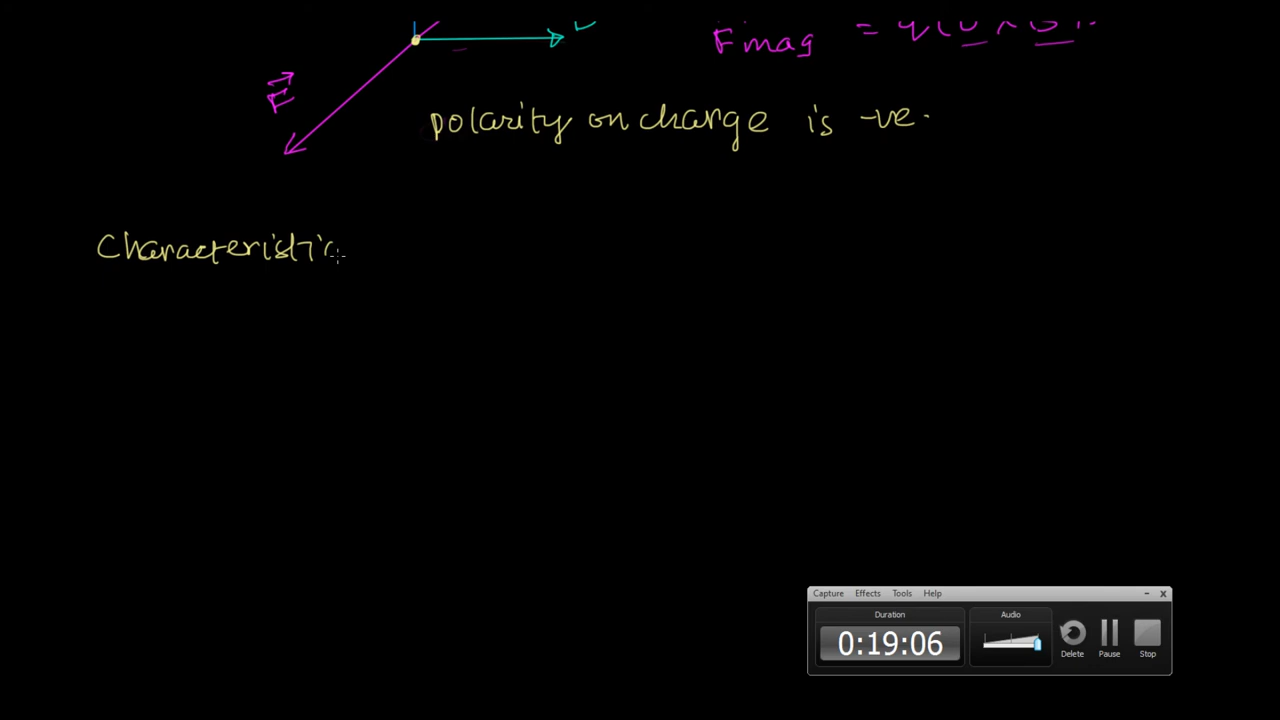 Fmag =
F
polarity on charge is -ve.
Characteristic
Capture Effects Tools Help
Duration Audio
0:19:06
Delete Pause Stop